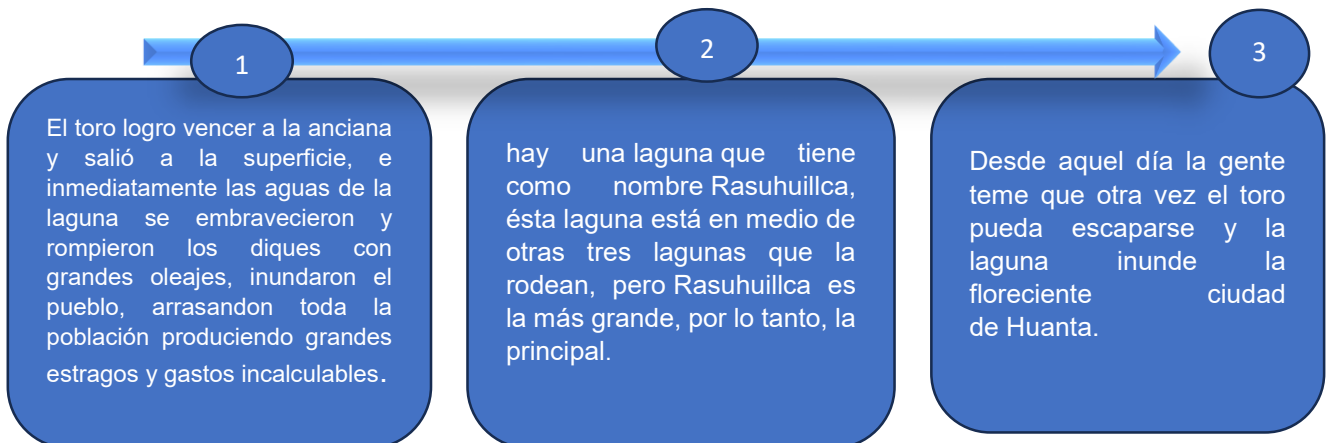 1
El toro logro vencer a la anciana
y salió a la superficie, e
inmediatamente las aguas de la
laguna se embravecieron y
rompieron los diques con
grandes oleajes, inundaron el
pueblo, arrasandon toda la
población produciendo grandes
estragos y gastos incalculables.
2
hay una laguna que tiene
como nombre Rasuhuillca,
ésta laguna está en medio de
otras tres lagunas que la
rodean, pero Rasuhuillca es
la más grande, por lo tanto, la
principal.
3
Desde aquel día la gente
teme que otra vez el toro
pueda escaparse y la
laguna inunde la
floreciente ciudad
de Huanta.